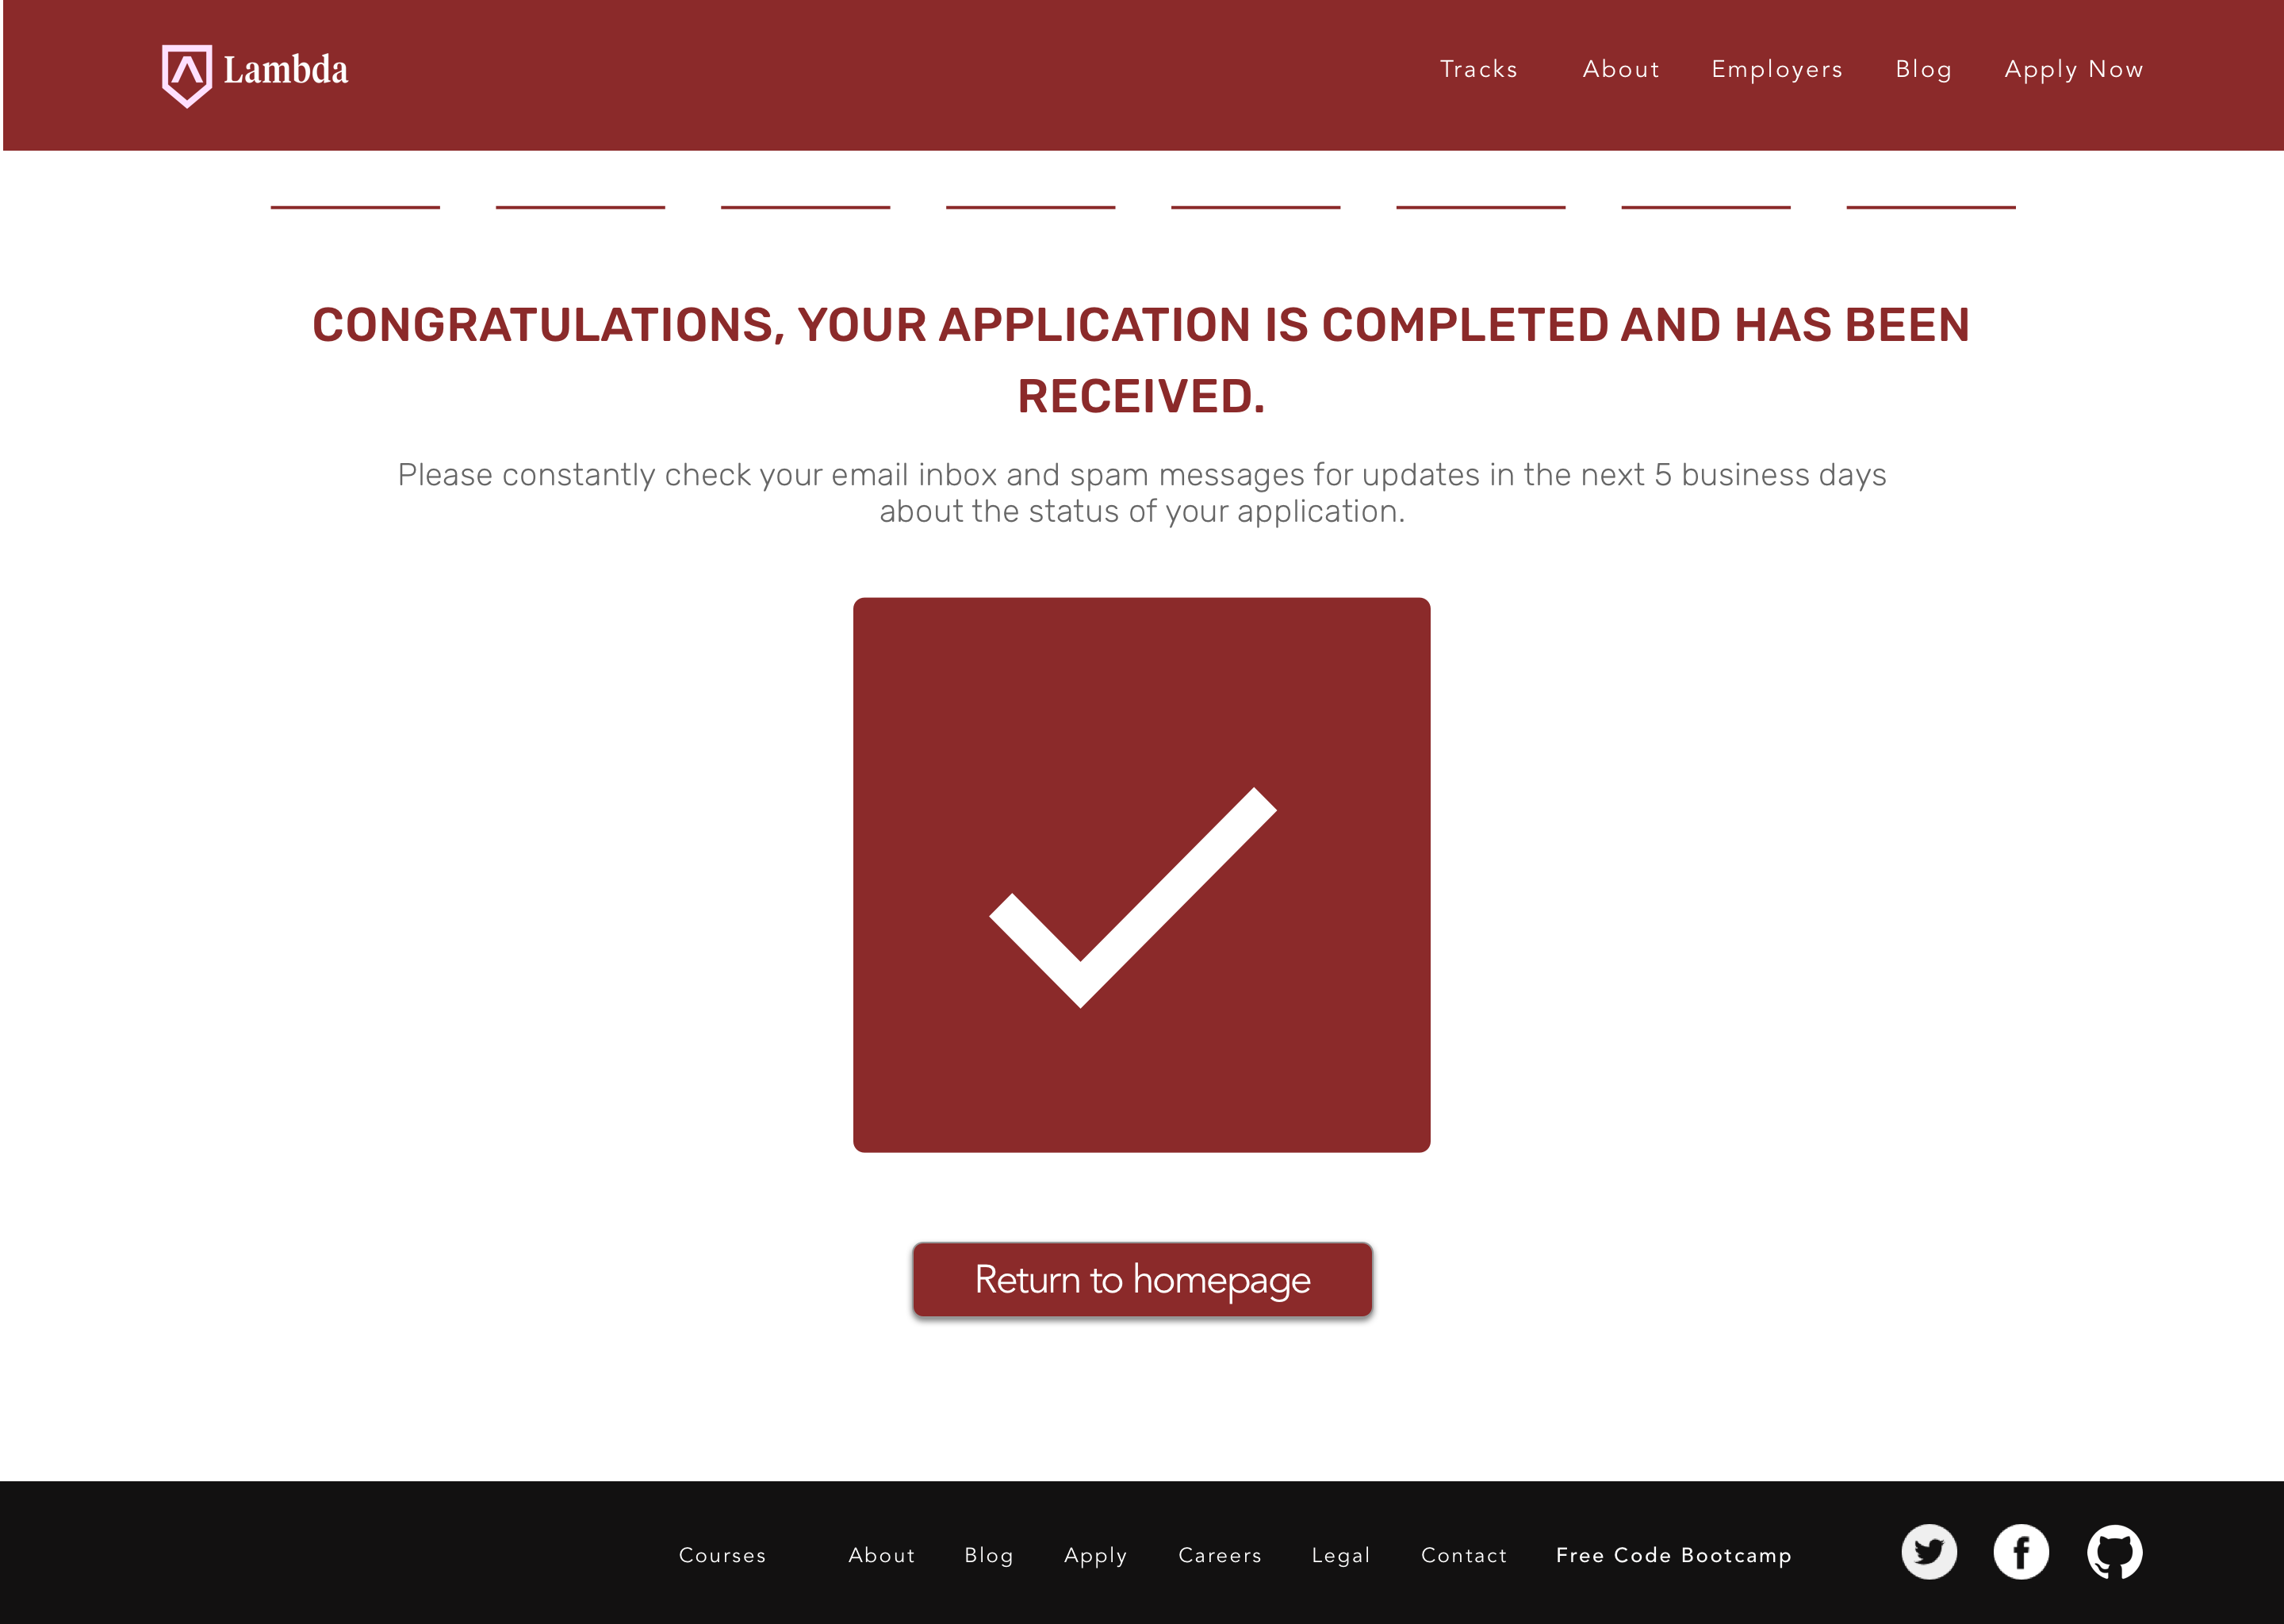 Lambda
Tracks About Employers Blog Apply Now
CONGRATULATIONS, YOUR APPLICATION IS COMPLETED AND HAS BEEN
RECEIVED.
Please constantly check your email inbox and spam messages for updates in the next 5 business days
about the status of your application.
Return to homepage
Courses About Blog Apply Careers Legal Contact Free Code Bootcamp